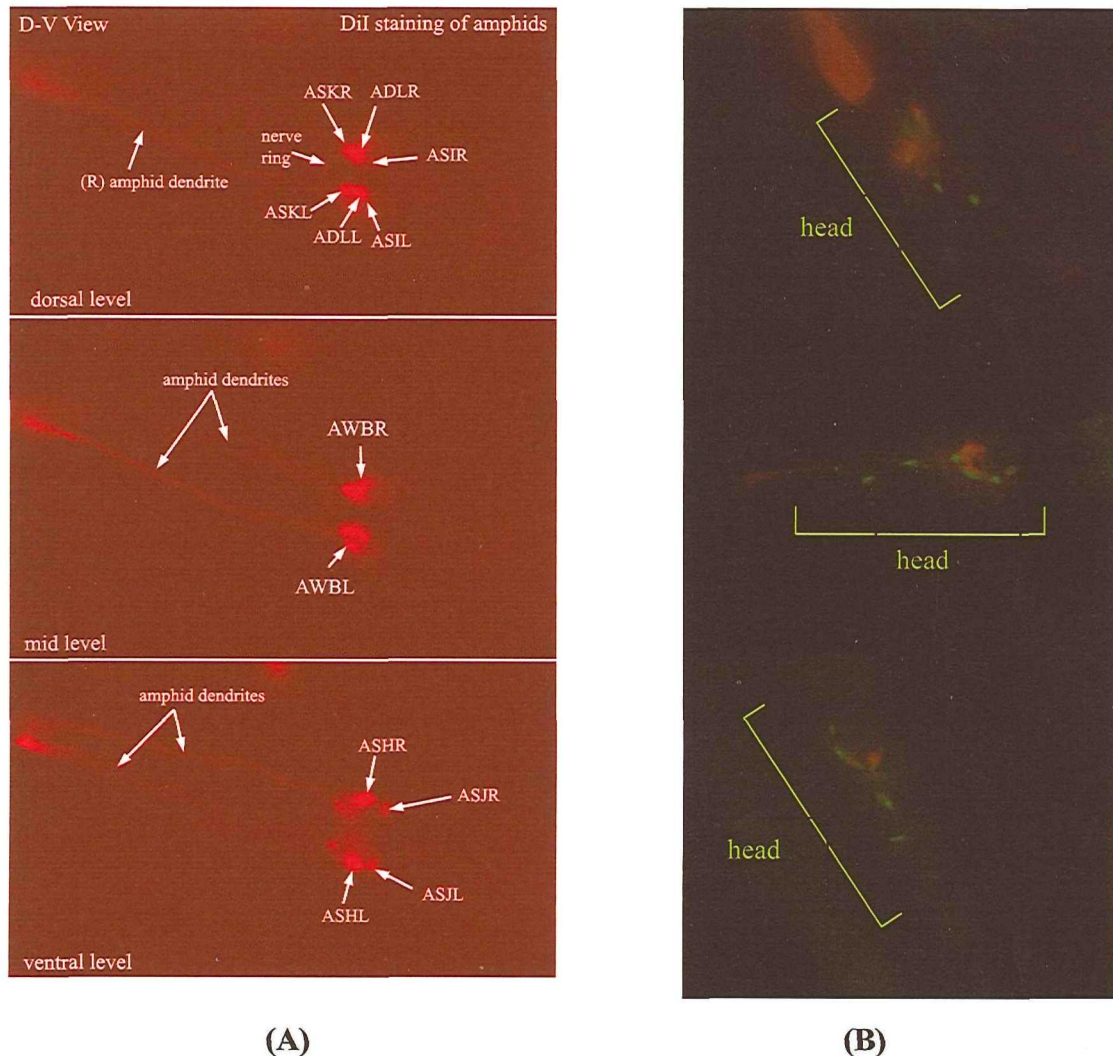 D-V View
DiI staining of amphids
ASKR
ADLR
nerve
ring
ASIR
(R) amphid dendrite
ASKL
ADLL
ASIL
dorsal level
amphid dendrites
AWBR
AWBL
mid level
amphid dendrites
ASHR
ASJR
ASJL
ASHL
ventral level
(A)
head
head
head
(B)